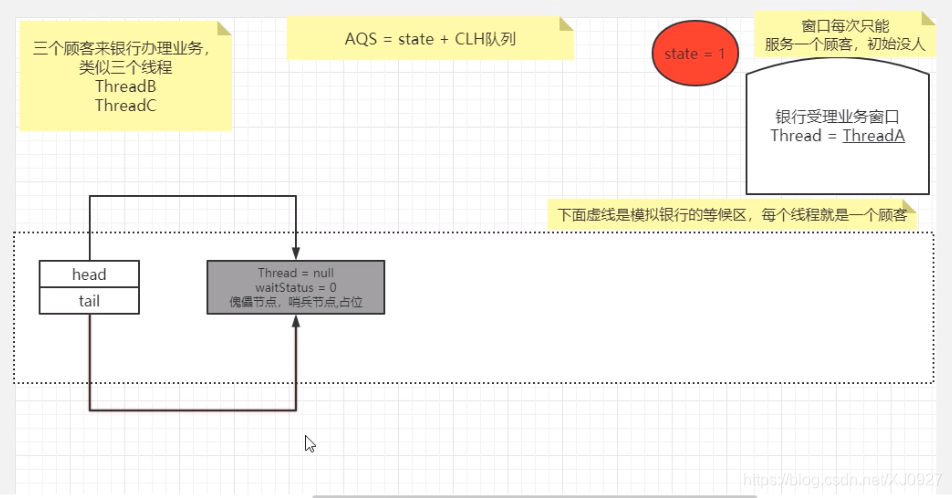 三个顾客来银行办理业务，
类似三个线程
ThreadB
ThreadC
AQS = state + CLH队列
state = 1
窗口每次只能
服务一个顾客，初始没人
银行受理业务窗口
Thread = ThreadA
下面虚线是模拟银行的等候区，每个线程就是一个顾客
head
tail
Thread = null
waitStatus = 0
傀儡节点，哨兵节点,占位
https://blog.csdn.net/XJ0927